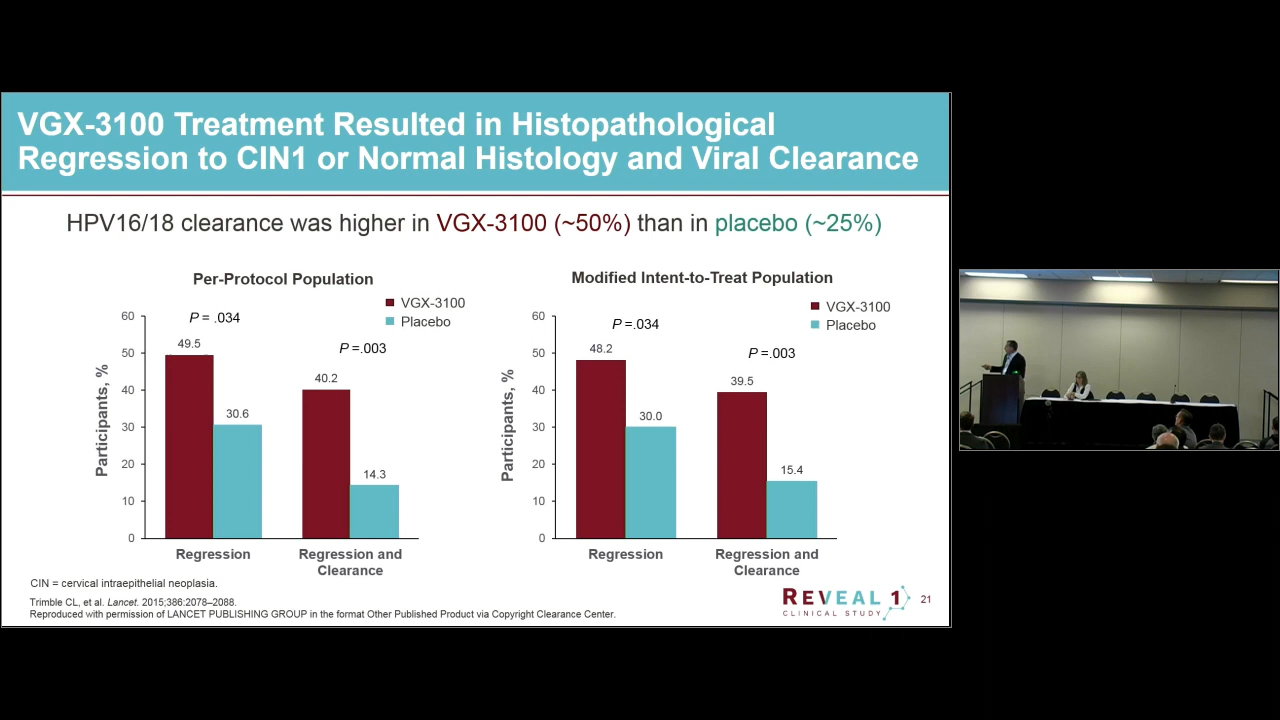 VGX-3100 Treatment Resulted in Histopathological
Regression to CIN1 or Normal Histology and Viral Clearance
HPV16/18 clearance was higher in VGX-3100 (~50%) than in placebo (~25%)
Per-Protocol Population
VGX-3100
Placebo
P = .034
P =.003
Participants, %
60
50
40
30
20
10
0
49.5
30.6
40.2
14.3
Regression
Regression and
Clearance
Modified Intent-to-Treat Population
VGX-3100
Placebo
P =.034
P =.003
Participants, %
60
50
40
30
20
10
0
48.2
30.0
39.5
15.4
Regression
Regression and
Clearance
CIN = cervical intraepithelial neoplasia.
Trimble CL, et al. Lancet. 2015;386:2078–2088.
Reproduced with permission of LANCET PUBLISHING GROUP in the format Other Published Product via Copyright Clearance Center.
REVEAL 1
CLINICAL STUDY
21